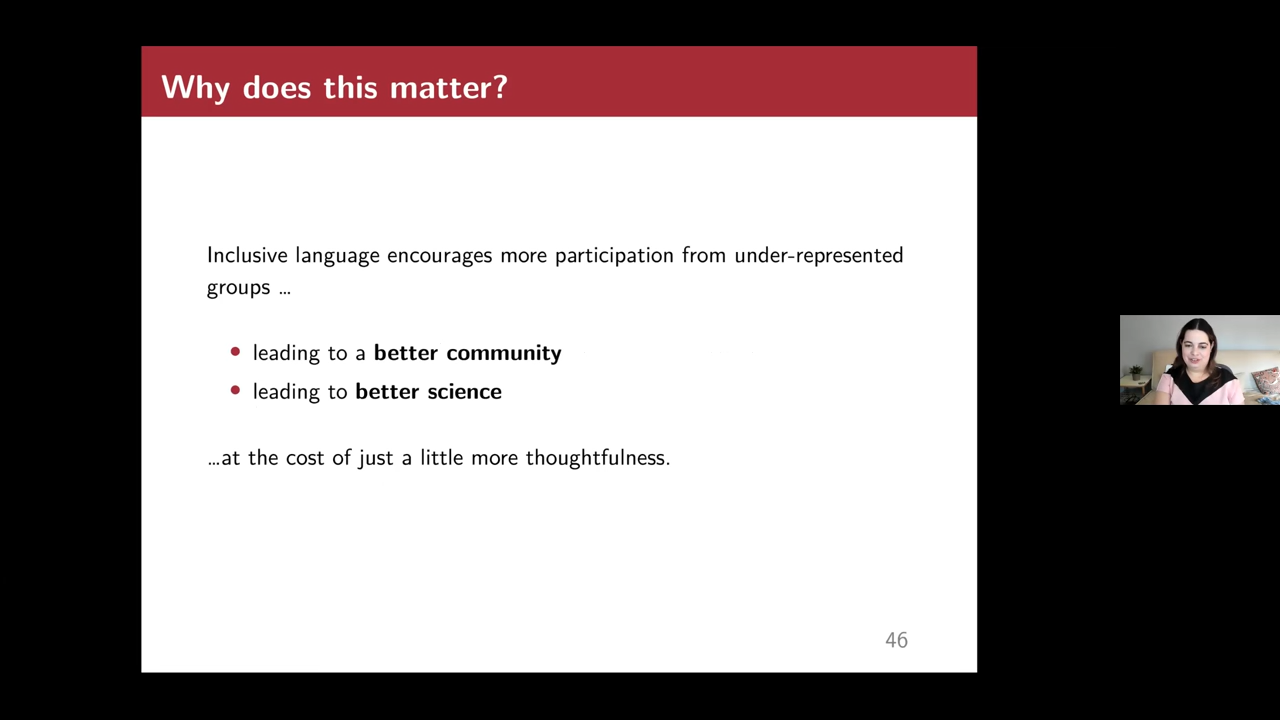 Why does this matter?
Inclusive language encourages more participation from under-represented
groups ...
• leading to a better community
• leading to better science
...at the cost of just a little more thoughtfulness.
46